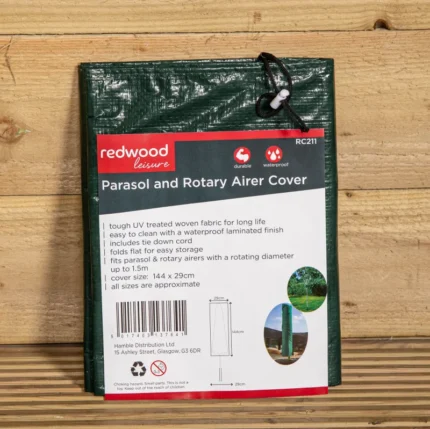 RC211
redwood
leisure
durable
waterproof
Parasol and Rotary Airer Cover
tough UV treated woven fabric for long life
easy to clean with a waterproof laminated finish
includes tie down cord
folds flat for easy storage
fits parasol & rotary airers with a rotating diameter
up to 1.5m
cover size: 144 x 29cm
all sizes are approximate
Hamble Distribution Ltd
15 Ashley Street, Glasgow, G3 6DR
29cm